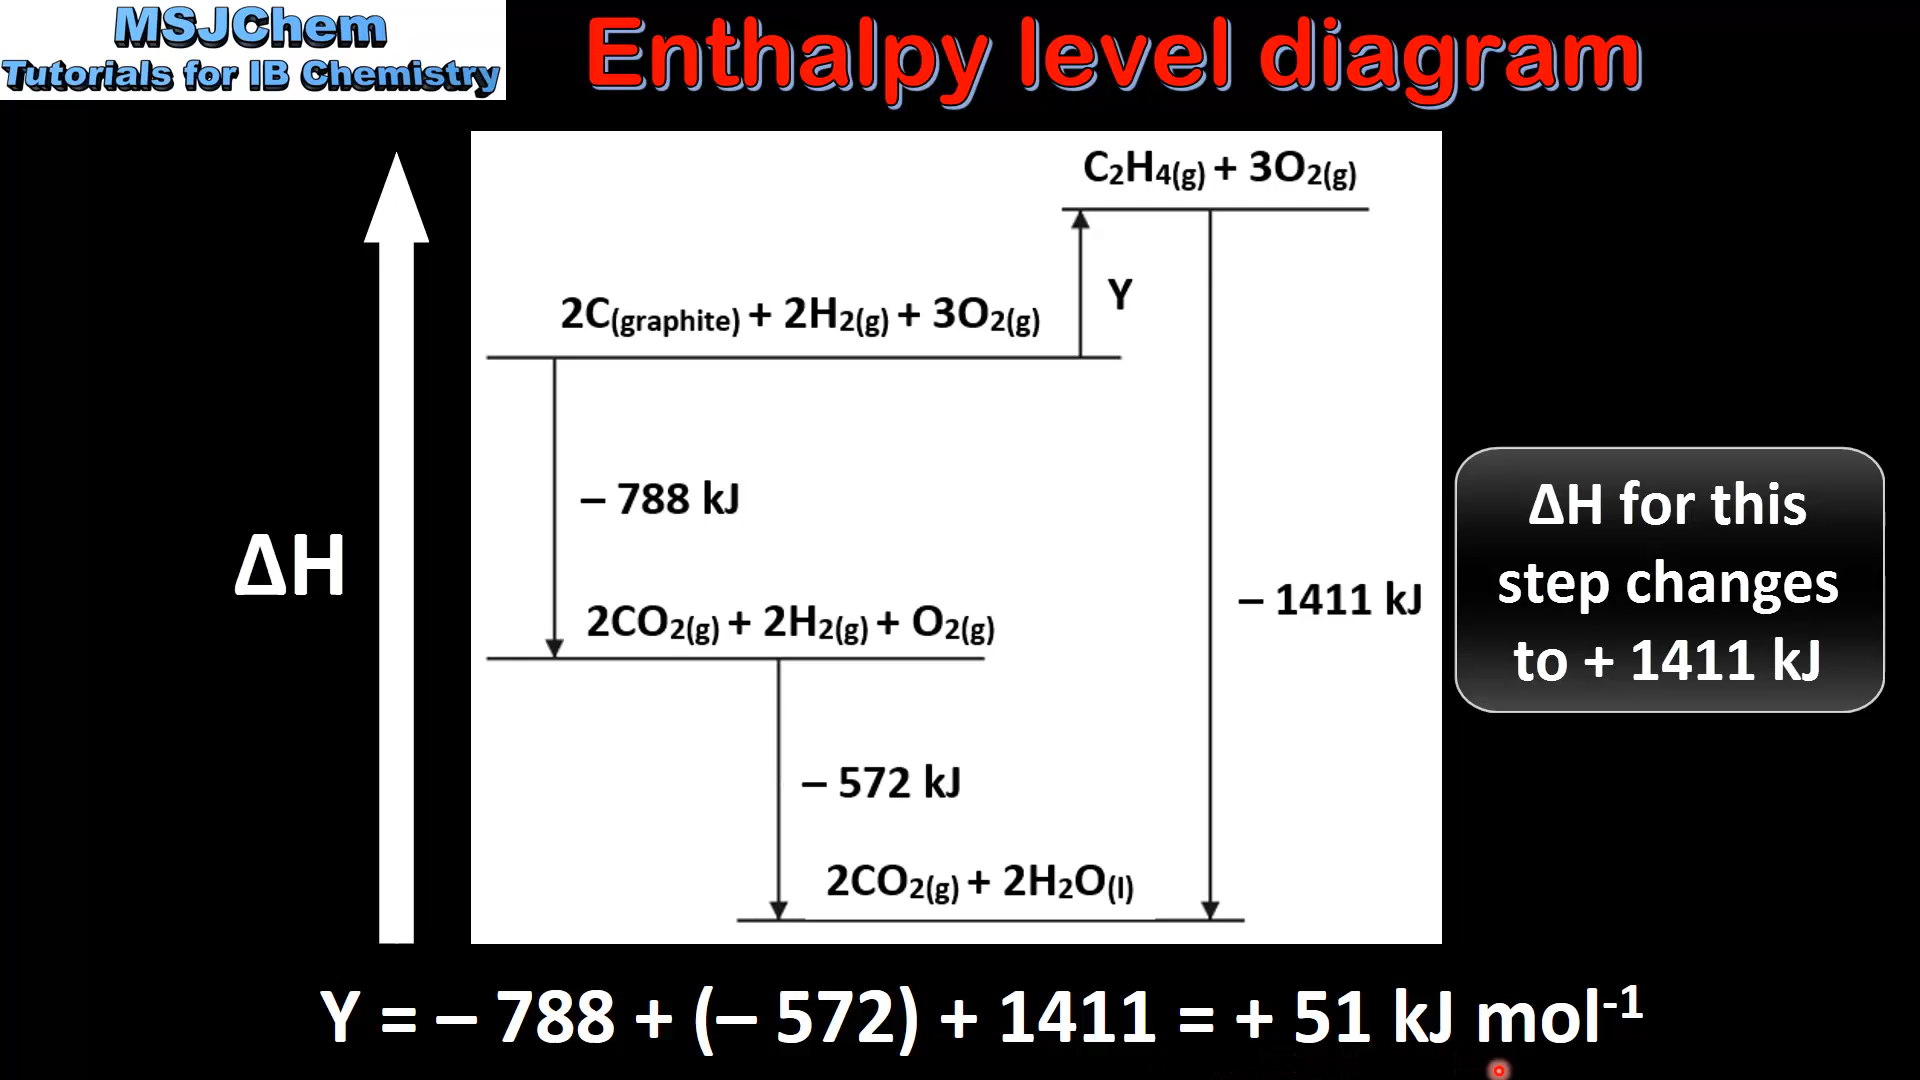 MSJChem
Tutorials for IB Chemistry
Enthalpy level diagram
C₂H₄(g) + 3O₂(g)
Y
2C(graphite) + 2H₂(g) + 3O₂(g)
– 788 kJ
ΔH
ΔH for this
step changes
to + 1411 kJ
– 1411 kJ
2CO₂(g) + 2H₂(g) + O₂(g)
– 572 kJ
2CO₂(g) + 2H₂O(l)
Y = – 788 + (– 572) + 1411 = + 51 kJ mol⁻¹